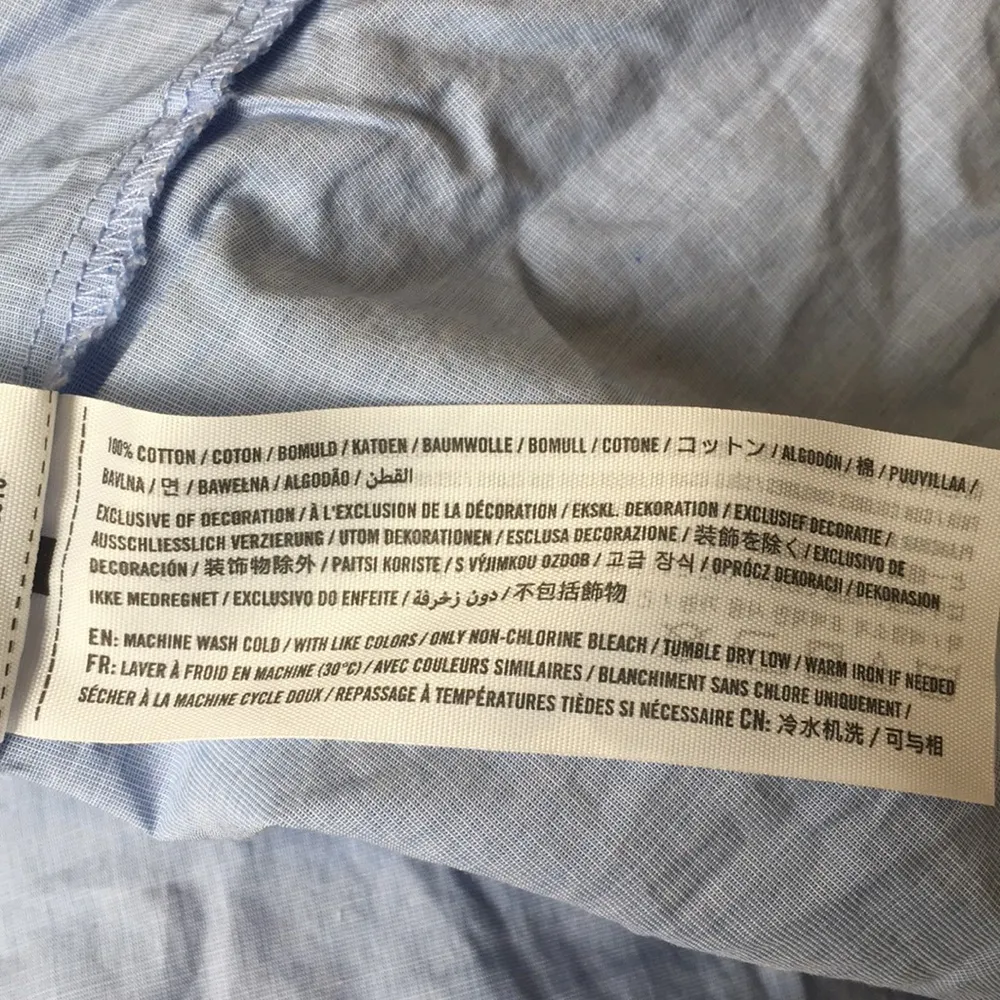 100% COTTON / COTON / BOMULD / KATOEN / BAUMWOLLE / BOMULL / COTONE / コットン / ALGODÓN / 棉 / PUUVILLAA /
BAVLNA / 면 / BAWEŁNA / ALGODÃO / القطن
EXCLUSIVE OF DECORATION / À L'EXCLUSION DE LA DÉCORATION / EKSKL. DEKORATION / EXCLUSIEF DECORATIE /
AUSSCHLIESSLICH VERZIERUNG / UTOM DEKORATIONEN / ESCLUSA DECORAZIONE / 装飾を除く / EXCLUSIVO DE
DECORACIÓN / 装饰物除外 / PAITSI KORISTE / S VÝJIMKOU OZDOB / 고급 장식 / OPRÓCZ DEKORACJI / DEKORASJON
IKKE MEDREGNET / EXCLUSIVO DO ENFEITE / دون زخرفة / 不包括飾物
EN: MACHINE WASH COLD / WITH LIKE COLORS / ONLY NON-CHLORINE BLEACH / TUMBLE DRY LOW / WARM IRON IF NEEDED
FR: LAVER À FROID EN MACHINE (30°C) / AVEC COULEURS SIMILAIRES / BLANCHIMENT SANS CHLORE UNIQUEMENT /
SÉCHER À LA MACHINE CYCLE DOUX / REPASSAGE À TEMPÉRATURES TIÈDES SI NÉCESSAIRE CN: 冷水机洗 / 可与相